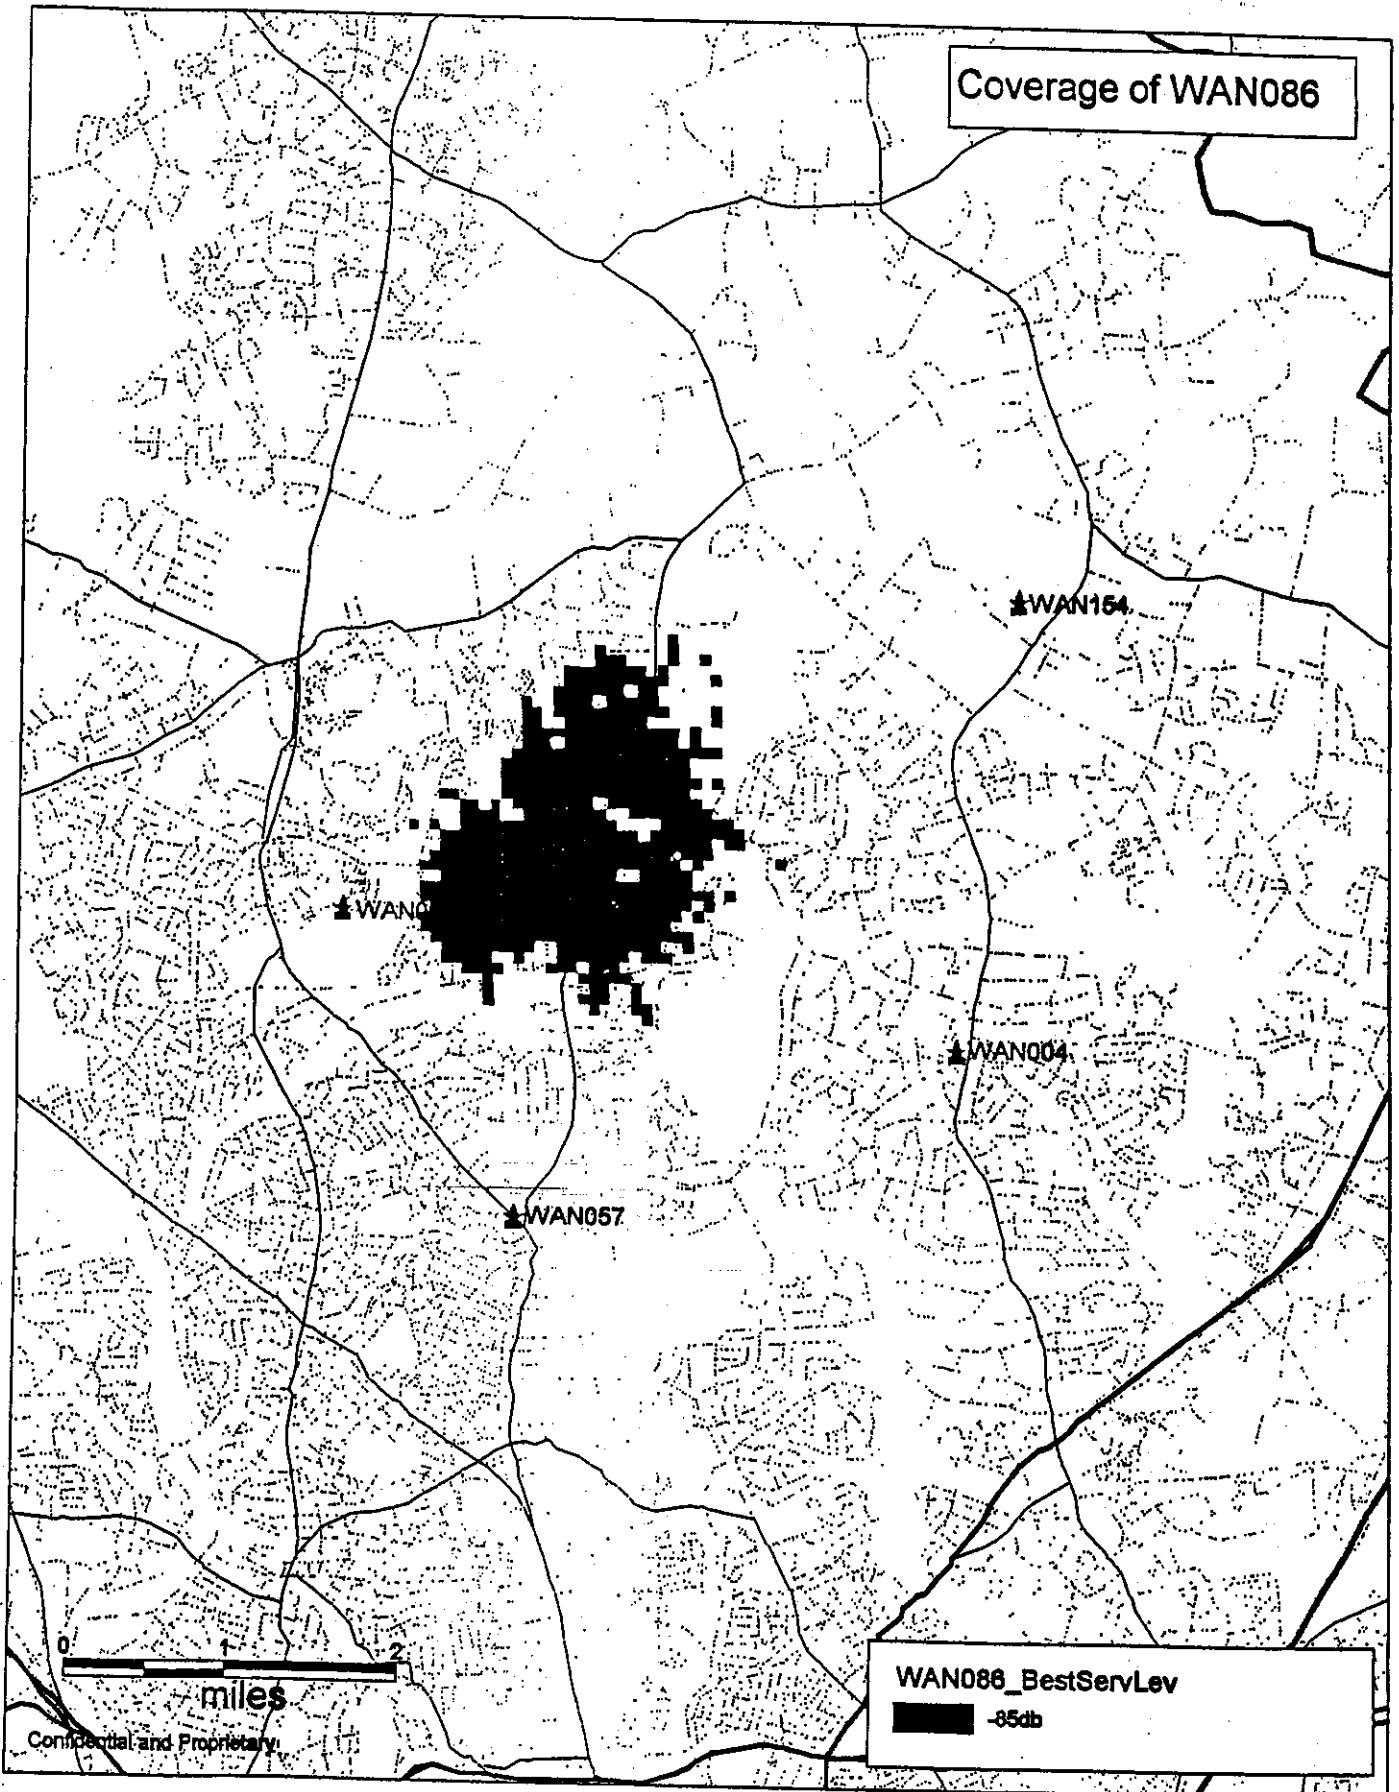 Coverage of WAN086
WAN154
WAN004
WAN057
0 1 2
miles
Confidential and Proprietary
WAN086_BestServLev
-85db